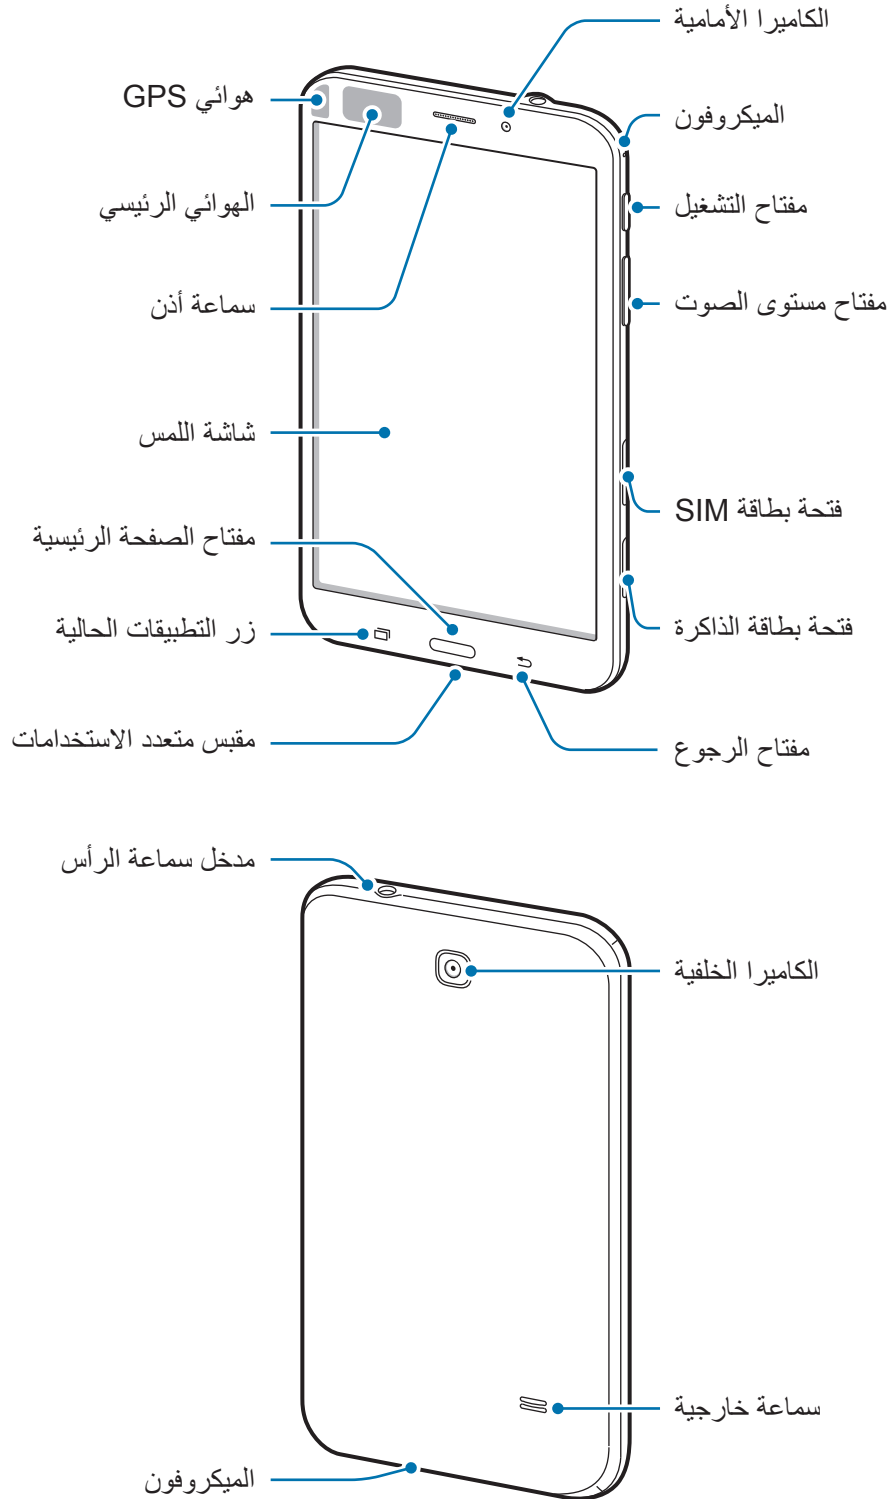 الكاميرا الأمامية
هوائي GPS
الميكروفون
الهوائي الرئيسي
مفتاح التشغيل
سماعة أذن
مفتاح مستوى الصوت
شاشة اللمس
فتحة بطاقة SIM
مفتاح الصفحة الرئيسية
زر التطبيقات الحالية
فتحة بطاقة الذاكرة
مقبس متعدد الاستخدامات
مفتاح الرجوع
مدخل سماعة الرأس
الكاميرا الخلفية
سماعة خارجية
الميكروفون